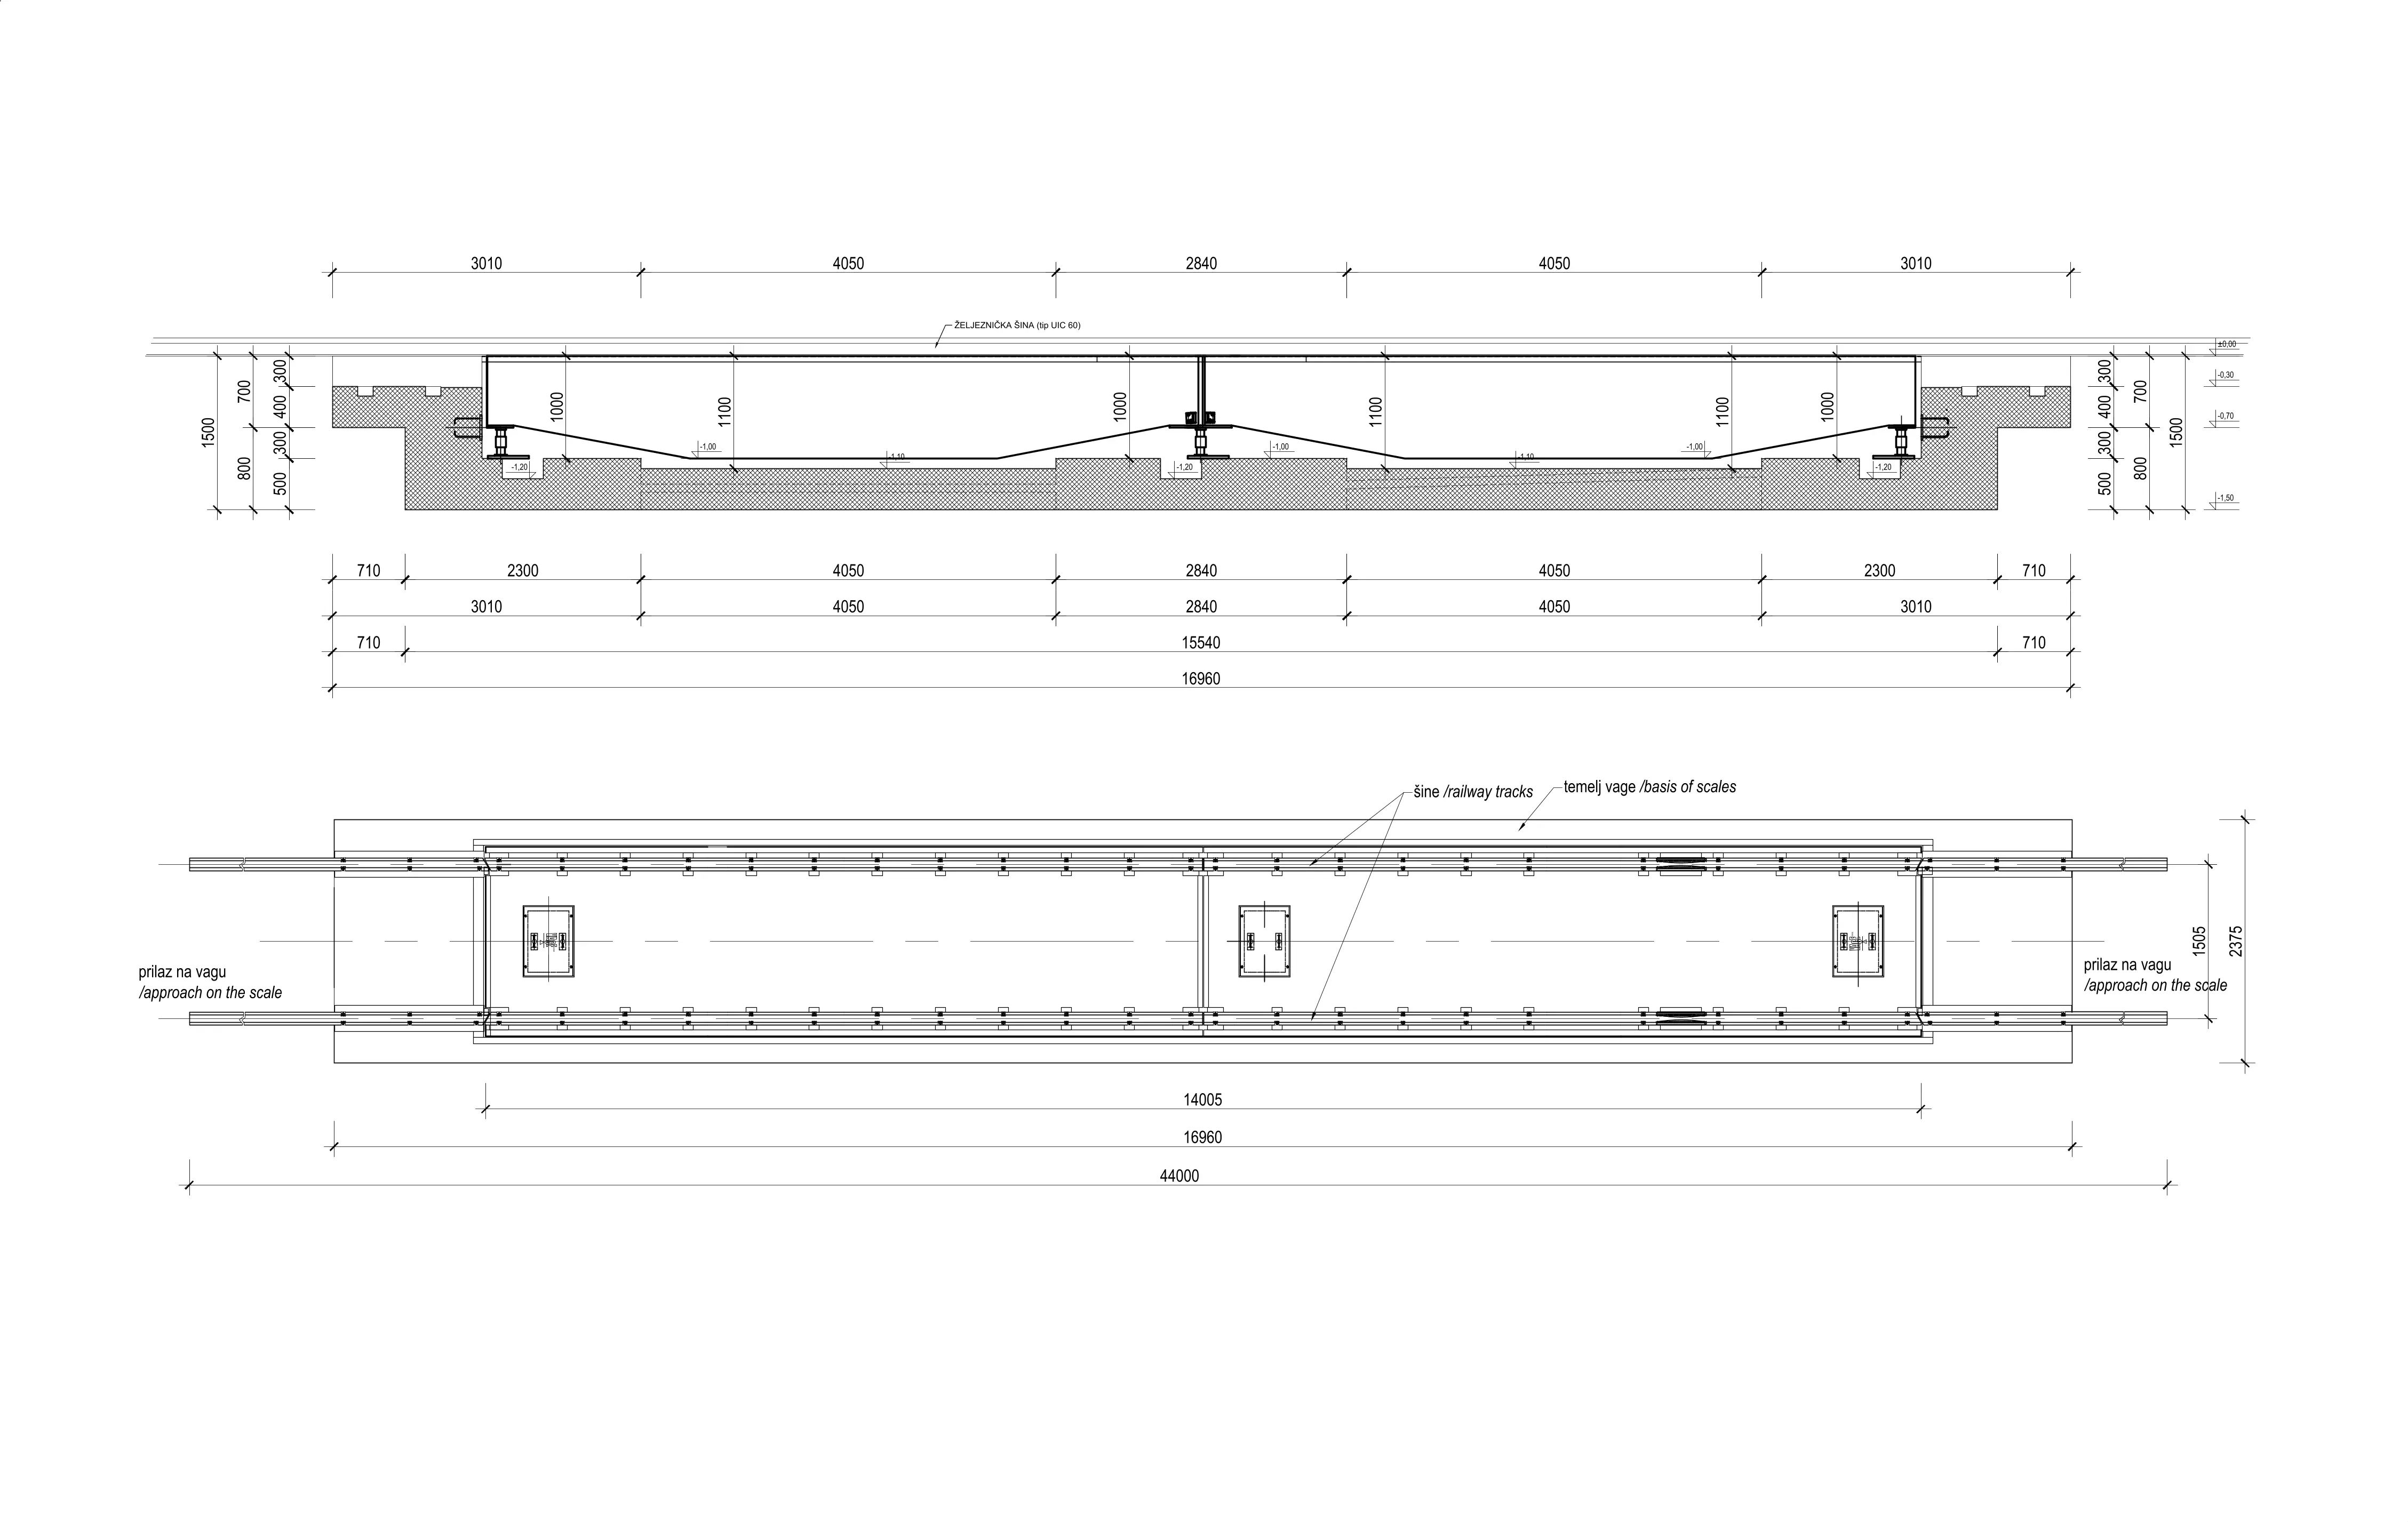 3010 4050 2840 4050 3010
ŽELJEZNIČKA ŠINA (tip UIC 60)
±0,00
-0,30
-0,70
-1,50
1500 700 800 300 400 300 500
1000 1100 1000 1100 1100 1000
300 400 300 500 700 800 1500
-1,20 -1,00 -1,10 -1,20 -1,00 -1,10 -1,00 -1,20
710 2300 4050 2840 4050 2300 710
3010 4050 2840 4050 3010
710 15540 710
16960
šine /railway tracks
temelj vage /basis of scales
prilaz na vagu
/approach on the scale
prilaz na vagu
/approach on the scale
1505
2375
14005
16960
44000